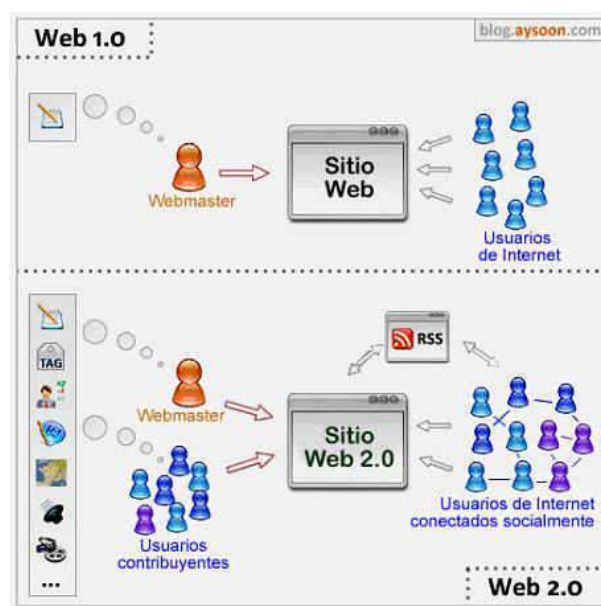 Web 1.0
blog.aysoon.com
Sitio
Web
Webmaster
Usuarios
de Internet
TAG
RSS
Webmaster
Sitio
Web 2.0
Usuarios
contribuyentes
Usuarios de Internet
conectados socialmente
...
Web 2.0